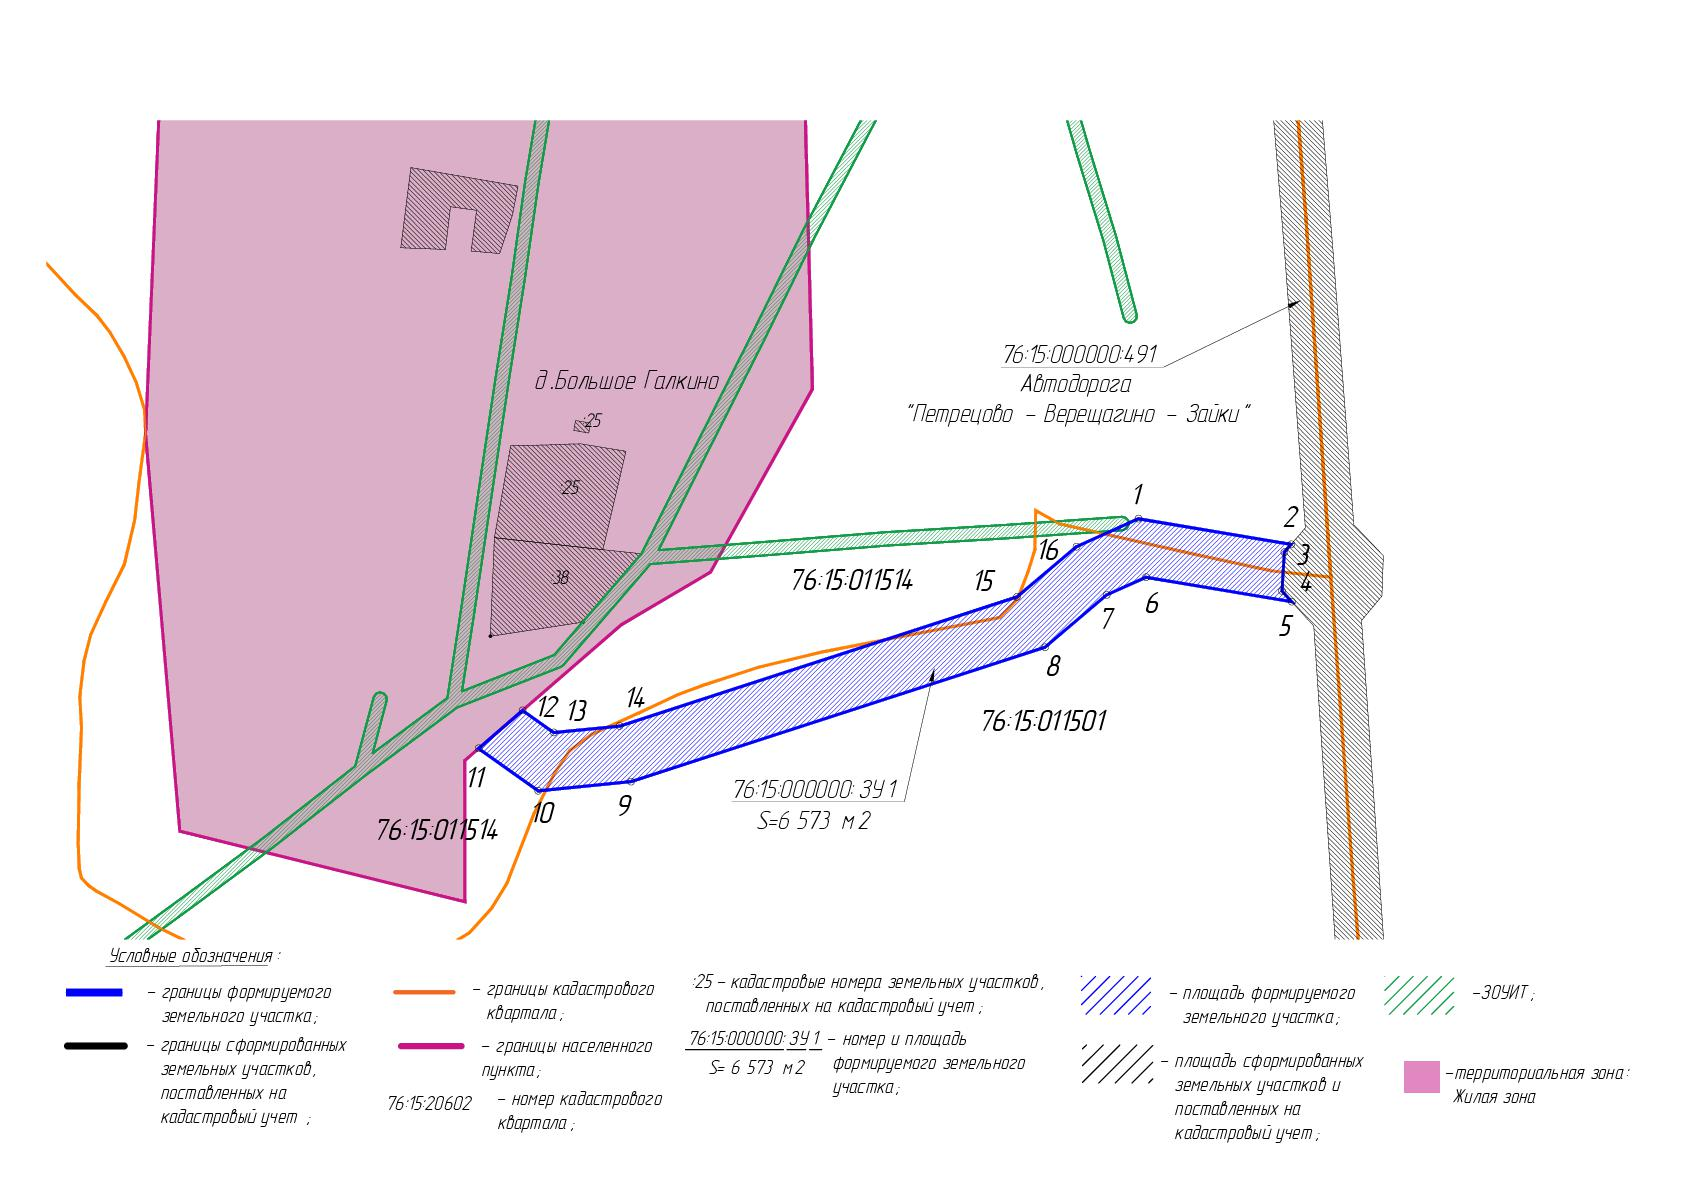 76:15:000000:491
Автодорога
"Петрецово - Верещагино - Зайки"
д.Большое Галкино
:25
:25
:38
1
2
3
4
5
6
7
8
9
10
11
12
13
14
15
16
76:15:011514
76:15:011501
76:15:000000:ЗУ1
S=6 573 м2
76:15:011514
Условные обозначения:
- границы формируемого
земельного участка;
- границы сформированных
земельных участков,
поставленных на
кадастровый учет ;
- границы кадастрового
квартала;
- границы населенного
пункта;
76:15:20602 - номер кадастрового
квартала;
:25 - кадастровые номера земельных участков,
поставленных на кадастровый учет;
76:15:000000:ЗУ1 - номер и площадь
S= 6 573 м2 формируемого земельного
участка;
- площадь формируемого
земельного участка;
- площадь сформированных
земельных участков и
поставленных на
кадастровый учет;
-ЗОУИТ;
-территориальная зона:
Жилая зона